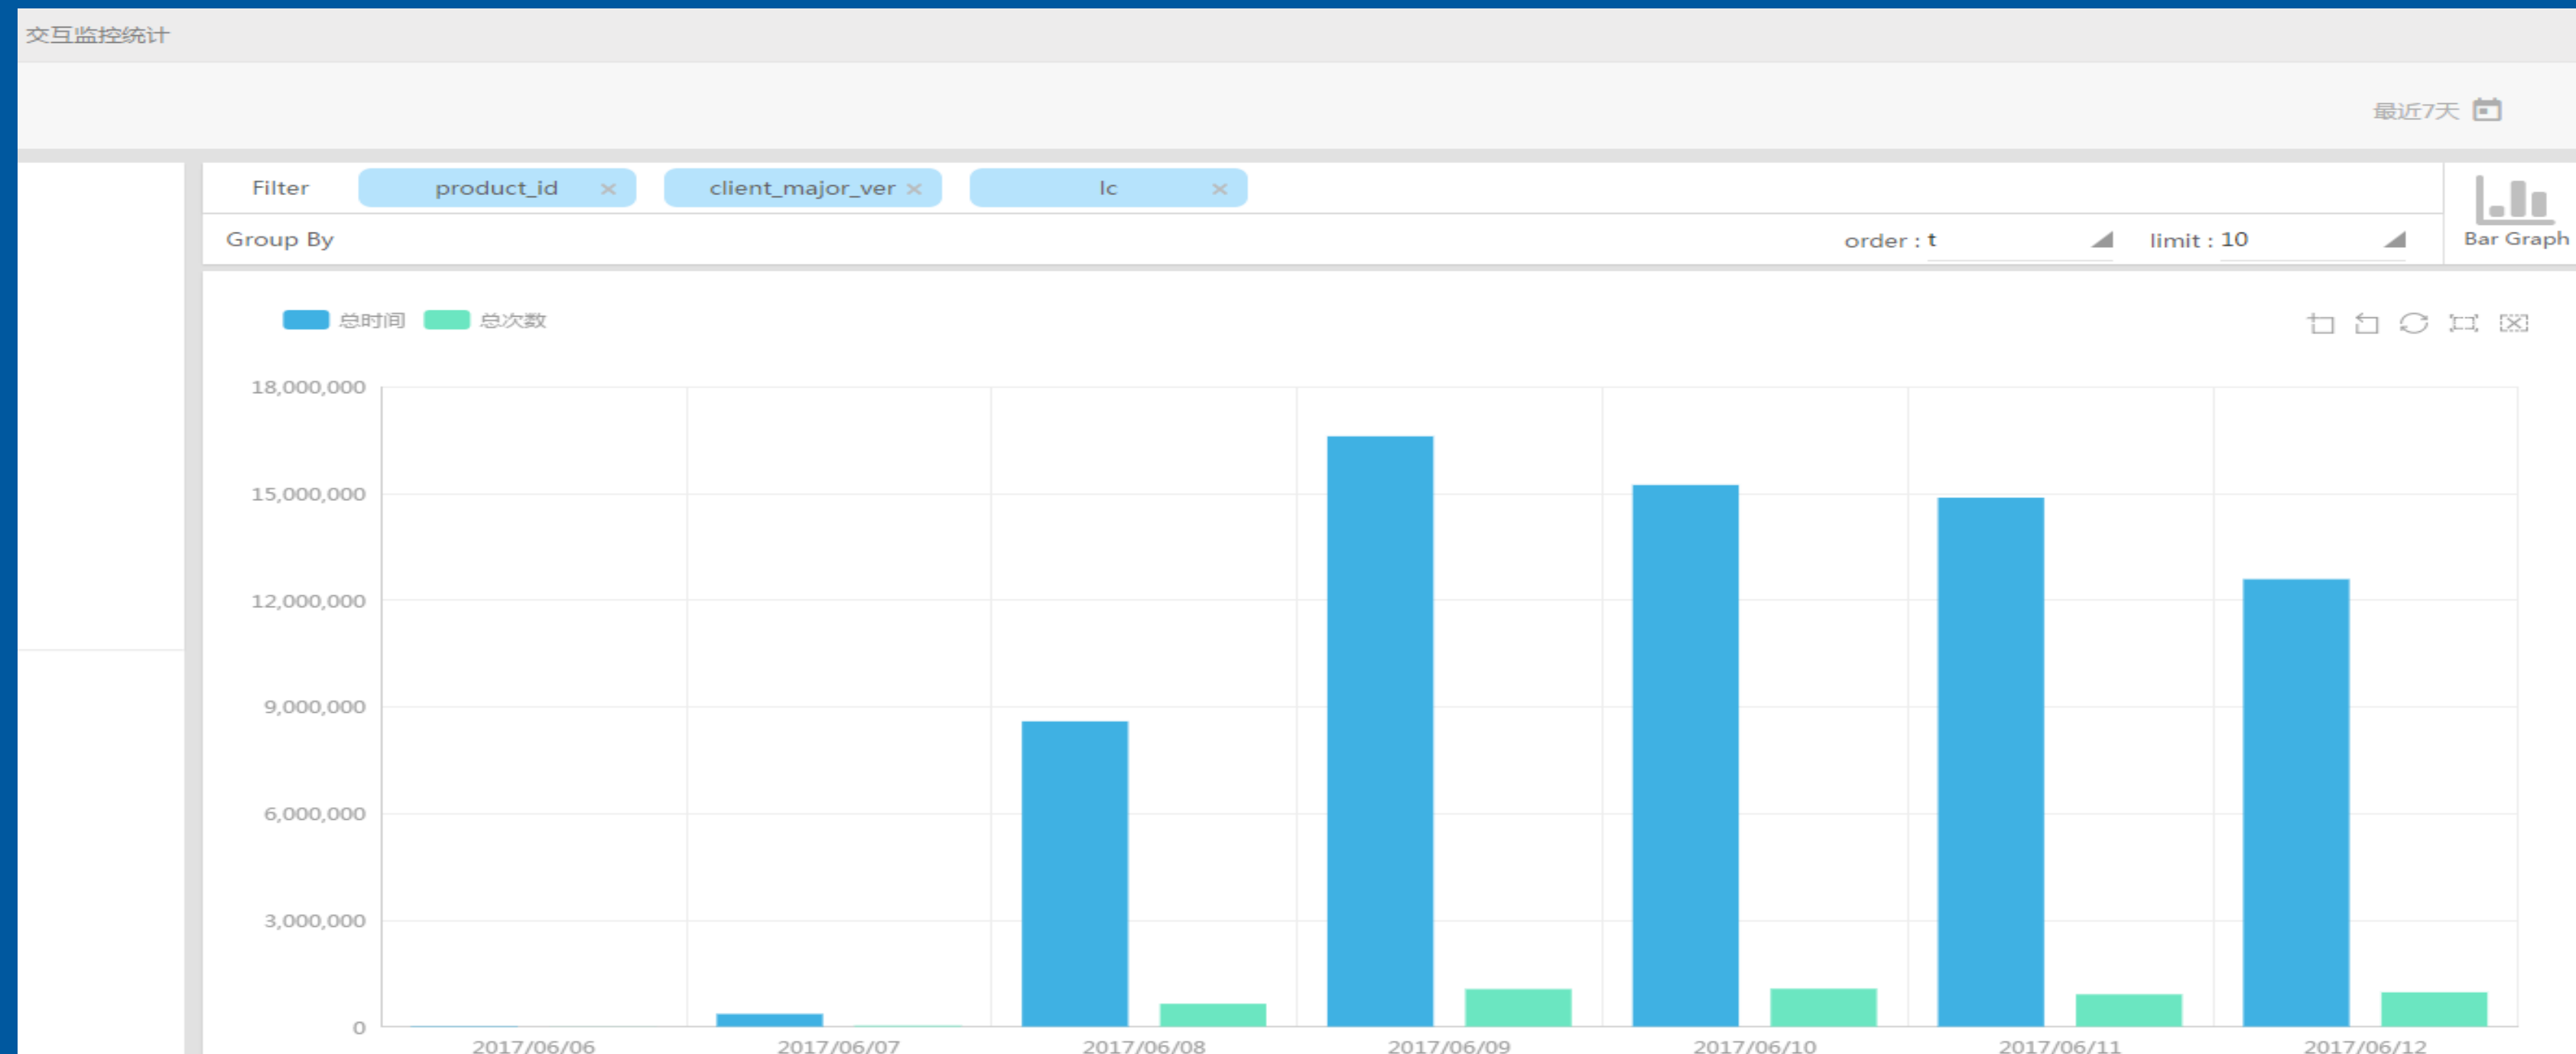 交互监控统计
最近7天
Filter product_id × client_major_ver × lc ×
Group By order : t limit : 10
Bar Graph
总时间 总次数
18,000,000
15,000,000
12,000,000
9,000,000
6,000,000
3,000,000
0
2017/06/06 2017/06/07 2017/06/08 2017/06/09 2017/06/10 2017/06/11 2017/06/12